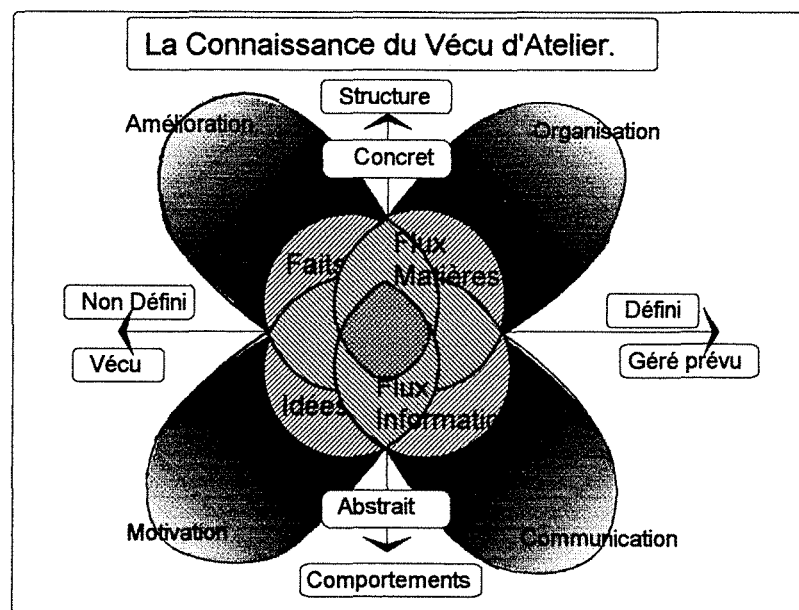 La Connaissance du Vécu d'Atelier.
Structure
Amélioration
Organisation
Concret
Flux
Faits
Matières
Non Défini
Défini
Vécu
Géré prévu
Idées
Flux
Informatio
Abstrait
Motivation
Communication
Comportements